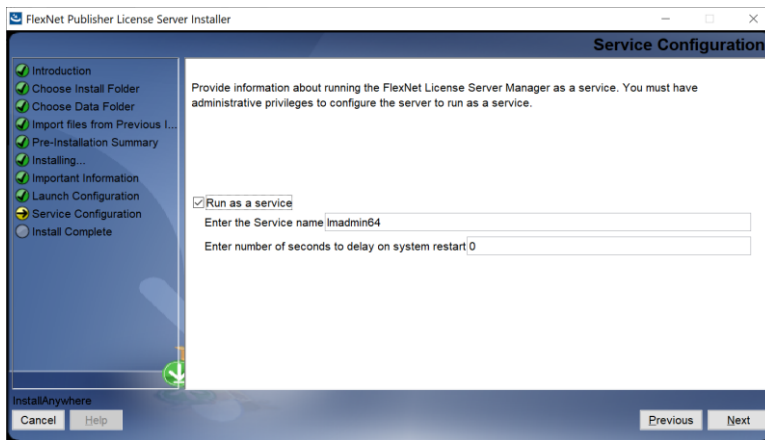 FlexNet Publisher License Server Installer
Service Configuration
Introduction
Choose Install Folder
Choose Data Folder
Import files from Previous I...
Pre-Installation Summary
Installing...
Important Information
Launch Configuration
Service Configuration
Install Complete
Provide information about running the FlexNet License Server Manager as a service. You must have
administrative privileges to configure the server to run as a service.
Run as a service
Enter the Service name lmadmin64
Enter number of seconds to delay on system restart 0
InstallAnywhere
Cancel Help Previous Next